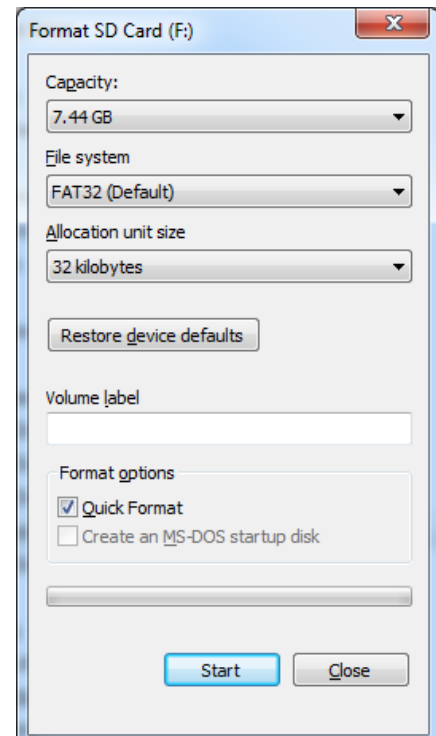 Format SD Card (F:)
Capacity:
7.44 GB
File system
FAT32 (Default)
Allocation unit size
32 kilobytes
Restore device defaults
Volume label
Format options
Quick Format
Create an MS-DOS startup disk
Start Close